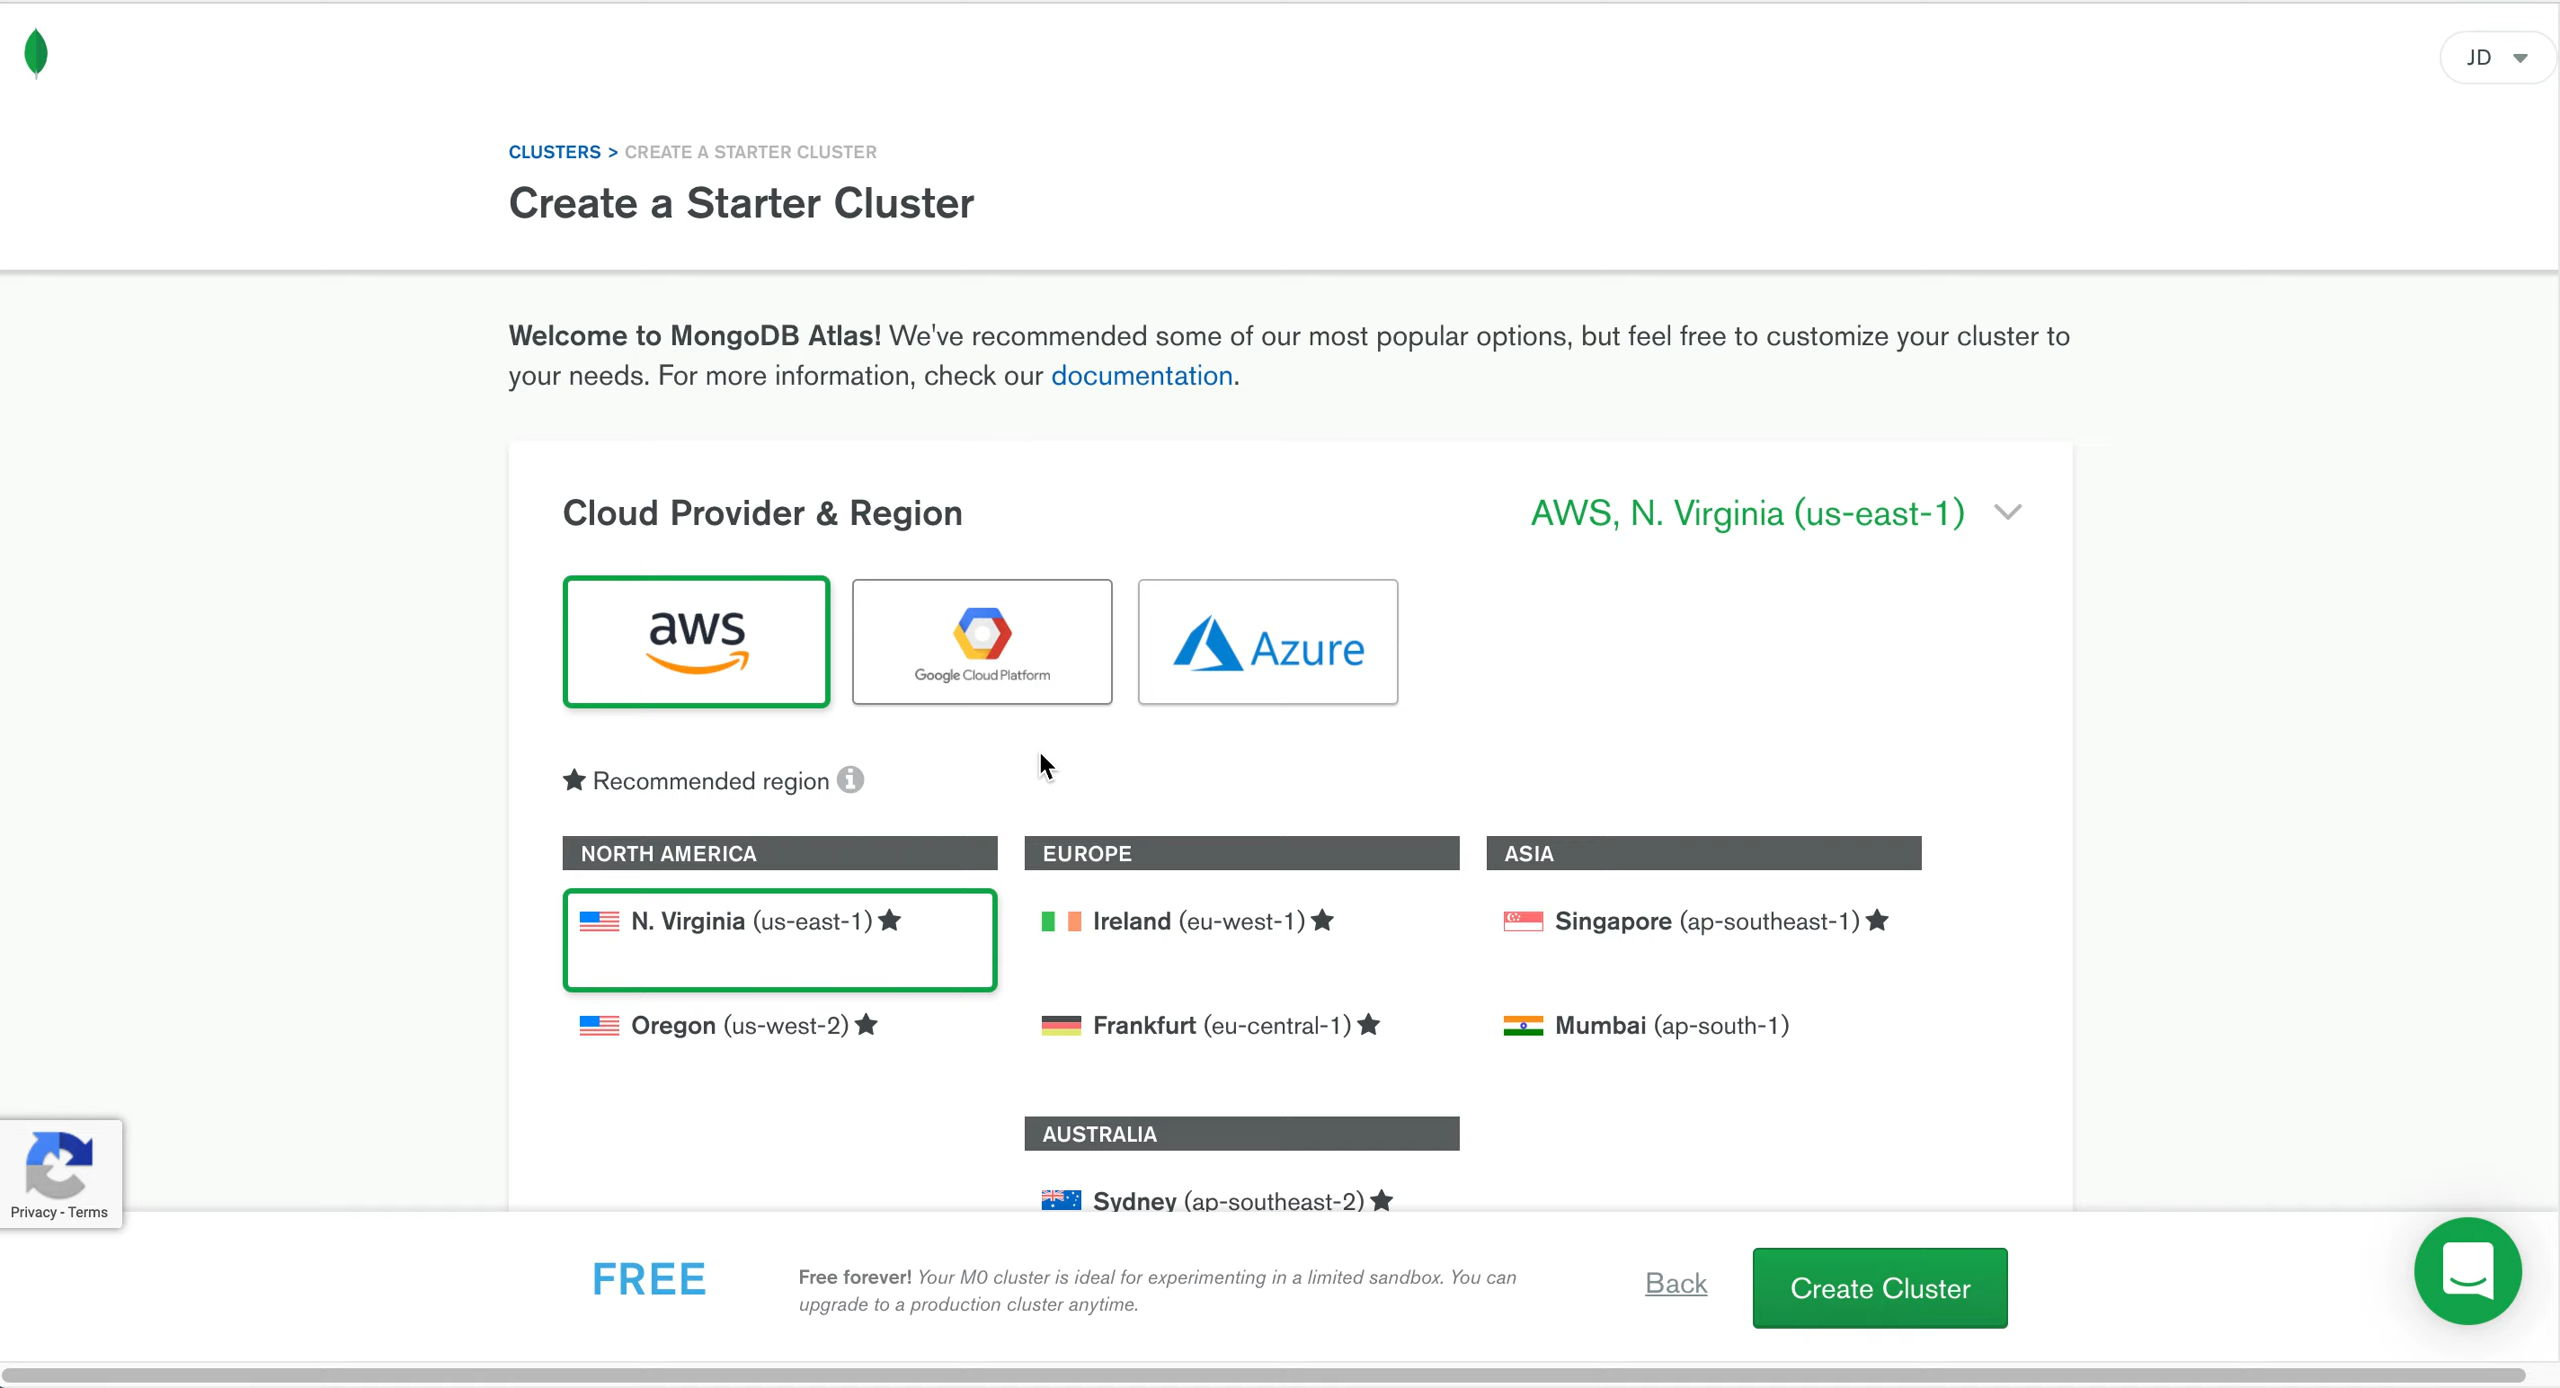 JD
CLUSTERS > CREATE A STARTER CLUSTER
Create a Starter Cluster
Welcome to MongoDB Atlas! We've recommended some of our most popular options, but feel free to customize your cluster to
your needs. For more information, check our documentation.
Cloud Provider & Region
AWS, N. Virginia (us-east-1)
aws
Google Cloud Platform
Azure
★ Recommended region
NORTH AMERICA
EUROPE
ASIA
N. Virginia (us-east-1) ★
Ireland (eu-west-1) ★
Singapore (ap-southeast-1) ★
Oregon (us-west-2) ★
Frankfurt (eu-central-1) ★
Mumbai (ap-south-1)
AUSTRALIA
Sydney (ap-southeast-2) ★
Privacy - Terms
FREE
Free forever! Your M0 cluster is ideal for experimenting in a limited sandbox. You can
upgrade to a production cluster anytime.
Back
Create Cluster